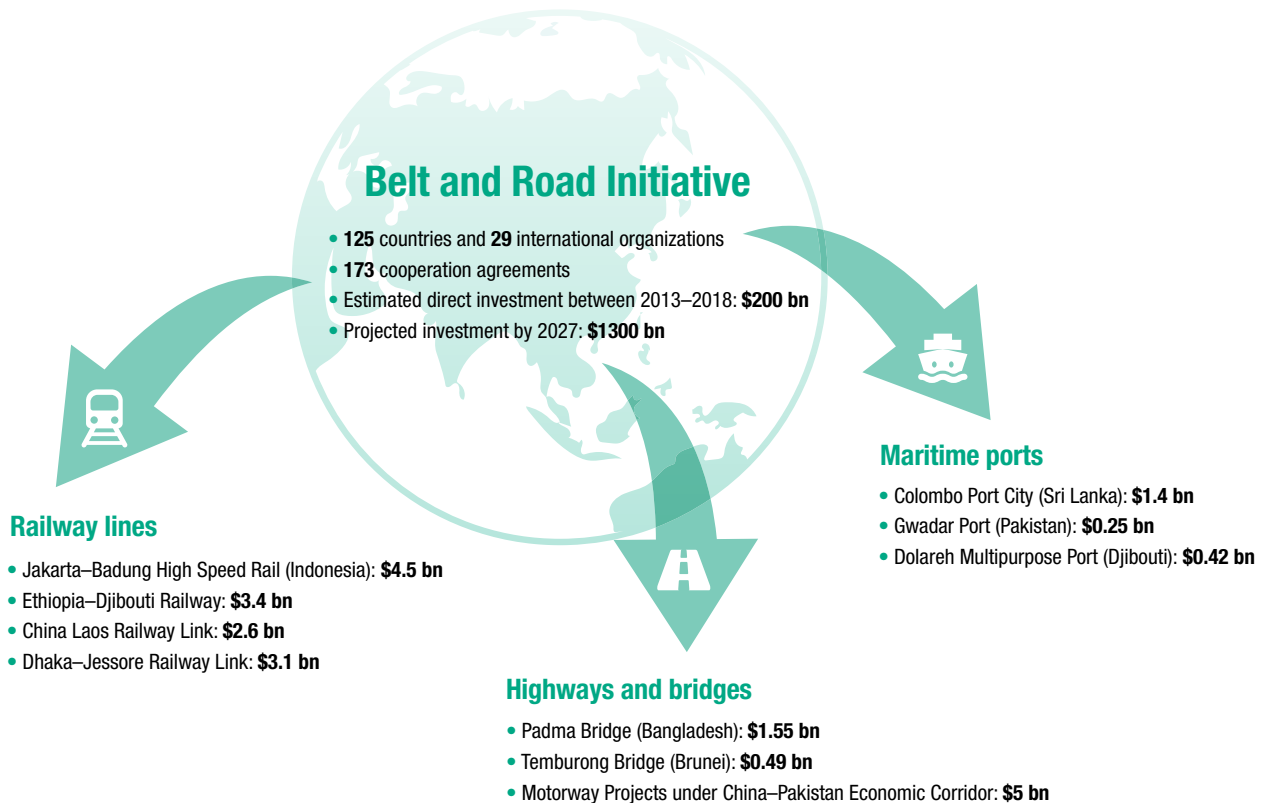 Belt and Road Initiative
• 125 countries and 29 international organizations
• 173 cooperation agreements
• Estimated direct investment between 2013–2018: $200 bn
• Projected investment by 2027: $1300 bn
Railway lines
• Jakarta–Badung High Speed Rail (Indonesia): $4.5 bn
• Ethiopia–Djibouti Railway: $3.4 bn
• China Laos Railway Link: $2.6 bn
• Dhaka–Jessore Railway Link: $3.1 bn
Highways and bridges
• Padma Bridge (Bangladesh): $1.55 bn
• Temburong Bridge (Brunei): $0.49 bn
• Motorway Projects under China–Pakistan Economic Corridor: $5 bn
Maritime ports
• Colombo Port City (Sri Lanka): $1.4 bn
• Gwadar Port (Pakistan): $0.25 bn
• Dolareh Multipurpose Port (Djibouti): $0.42 bn